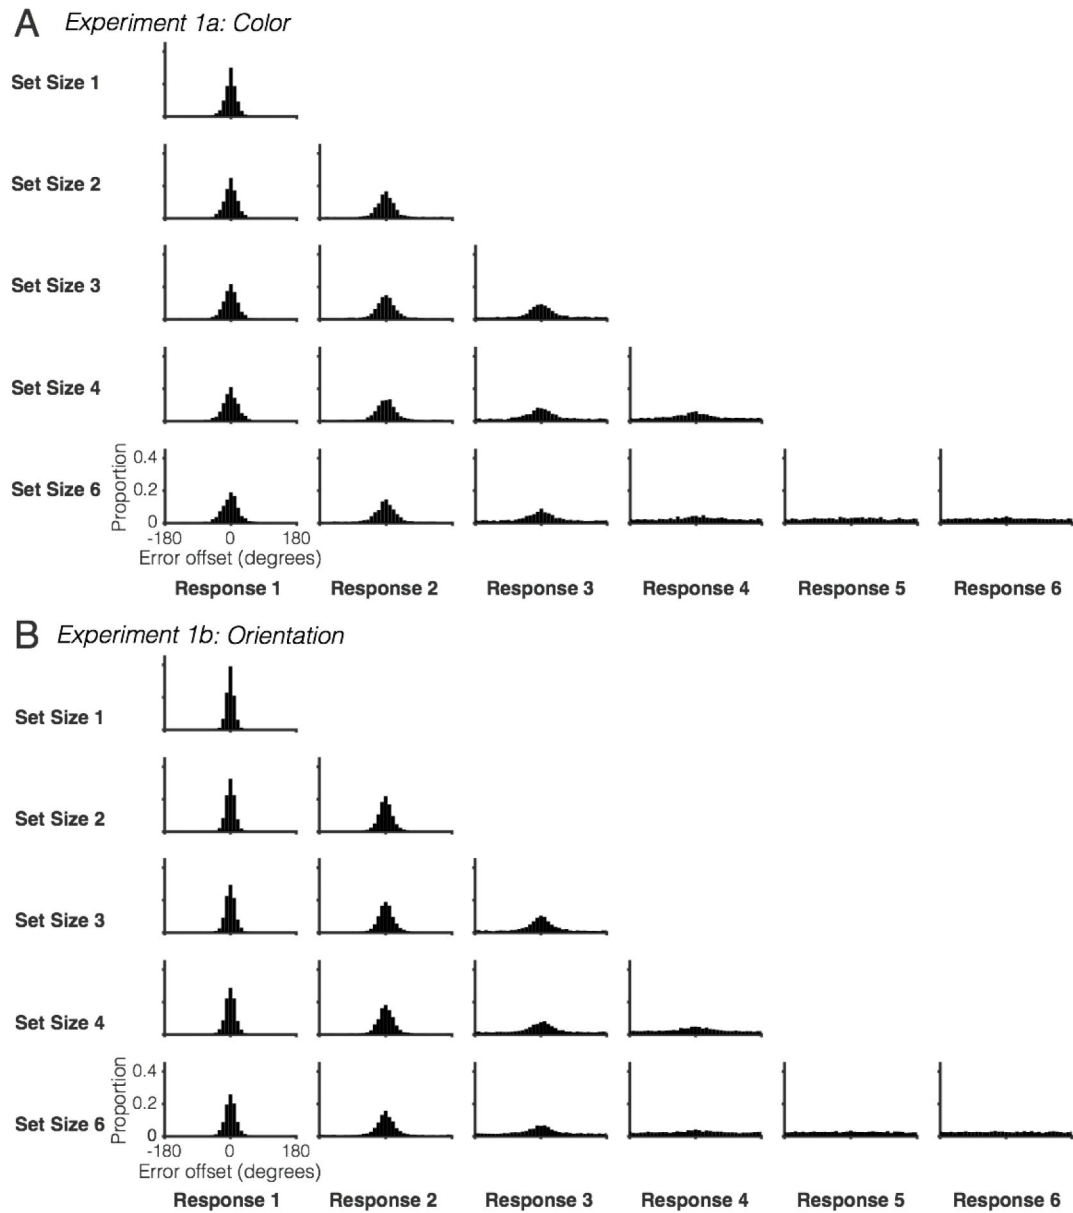 A Experiment 1a: Color
Set Size 1
Set Size 2
Set Size 3
Set Size 4
Set Size 6
Proportion
0.4
0.2
0
-180 0 180
Error offset (degrees)
Response 1 Response 2 Response 3 Response 4 Response 5 Response 6
B Experiment 1b: Orientation
Set Size 1
-180 0 180
Set Size 2
Set Size 3
Set Size 4
Set Size 6
Proportion
0.4
0.2
0
-180 0 180
Error offset (degrees)
Response 1 Response 2 Response 3 Response 4 Response 5 Response 6